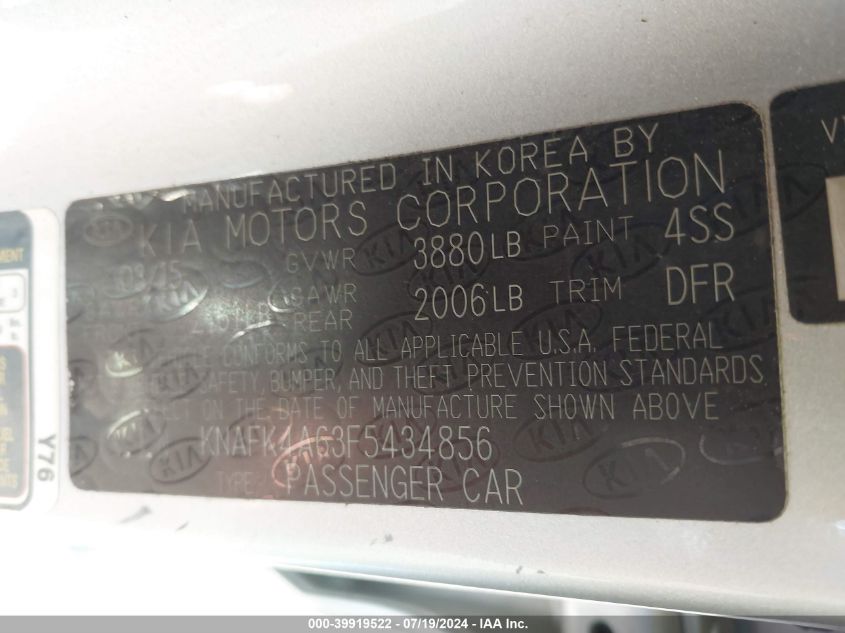 MANUFACTURED IN KOREA BY
KIA MOTORS CORPORATION
GVWR 3880LB PAINT 4SS
GAWR 2006LB TRIM DFR
REAR
CONFORMS TO ALL APPLICABLE U.S.A. FEDERAL
SAFETY, BUMPER, AND THEFT PREVENTION STANDARDS
ON THE DATE OF MANUFACTURE SHOWN ABOVE
KNAFK4A63F5434856
TYPE: PASSENGER CAR
Y76
000-39919522 - 07/19/2024 - IAA Inc.